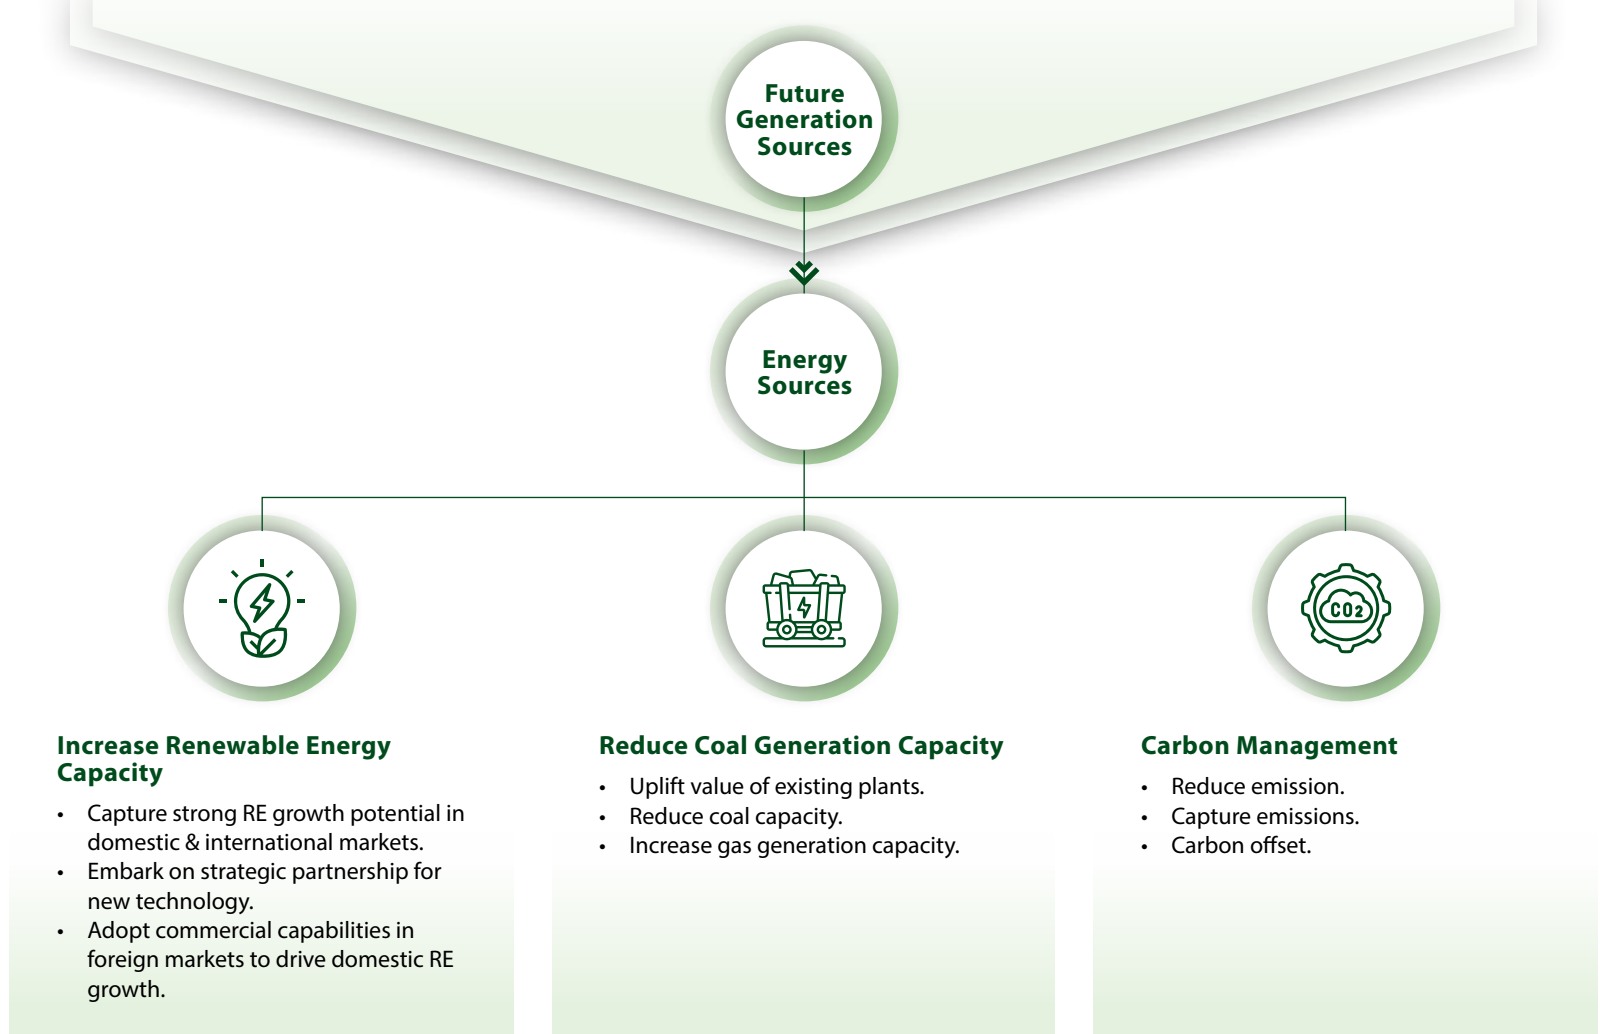 Future
Generation
Sources
Energy
Sources
CO2
Increase Renewable Energy
Capacity
• Capture strong RE growth potential in
domestic & international markets.
• Embark on strategic partnership for
new technology.
• Adopt commercial capabilities in
foreign markets to drive domestic RE
growth.
Reduce Coal Generation Capacity
• Uplift value of existing plants.
• Reduce coal capacity.
• Increase gas generation capacity.
Carbon Management
• Reduce emission.
• Capture emissions.
• Carbon offset.